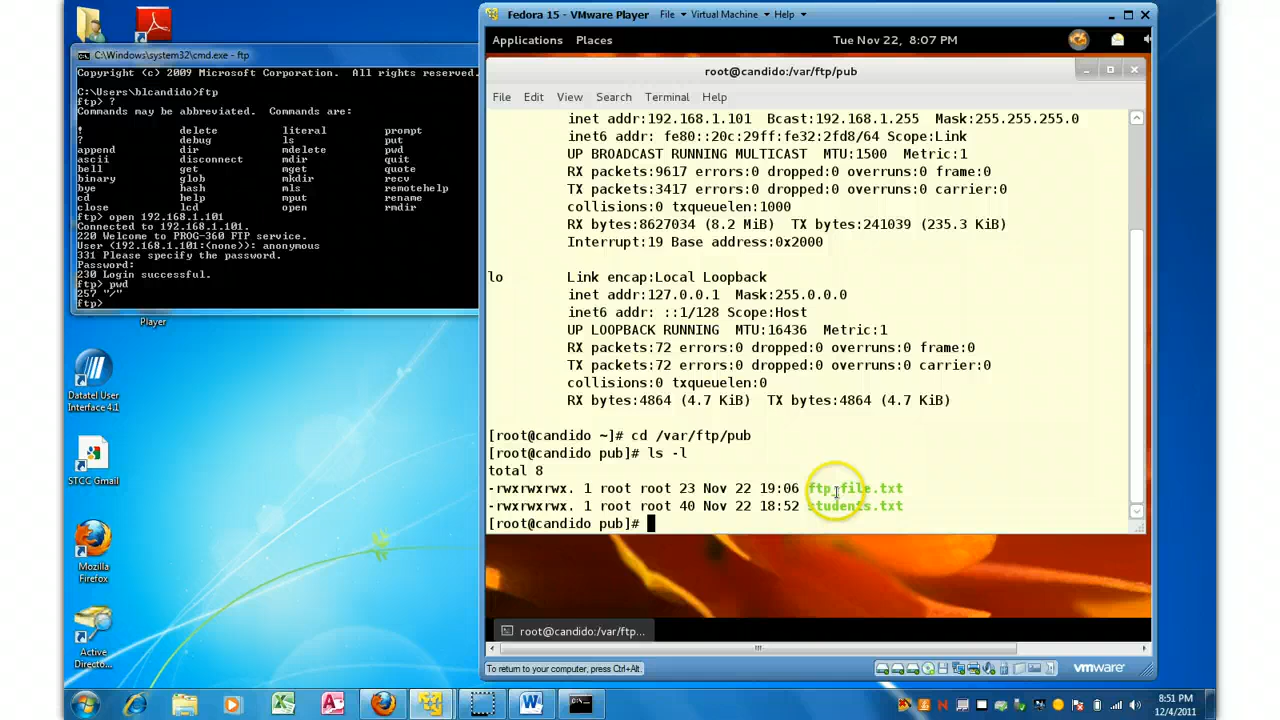 Fedora 15 - VMware Player File Virtual Machine Help
Applications Places Tue Nov 22, 8:07 PM
C:\Windows\system32\cmd.exe - ftp
Copyright (c) 2009 Microsoft Corporation. All rights reserved.
C:\Users\blcandido>ftp
ftp> ?
Commands may be abbreviated. Commands are:
! delete literal prompt
? debug ls put
append dir mdelete pwd
ascii disconnect mdir quit
bell get mget quote
binary glob mkdir recv
bye hash mls remotehelp
cd help mput rename
close lcd open rmdir
ftp> open 192.168.1.101
Connected to 192.168.1.101.
220 Welcome to PROG-360 FTP service.
User (192.168.1.101:(none)): anonymous
331 Please specify the password.
Password:
230 Login successful.
ftp> pwd
257 "/"
ftp>
Player
Datatel User
Interface 4.1
STCC Gmail
Mozilla
Firefox
Active
Directo...
root@candido:/var/ftp/pub
File Edit View Search Terminal Help
inet addr:192.168.1.101 Bcast:192.168.1.255 Mask:255.255.255.0
inet6 addr: fe80::20c:29ff:fe32:2fd8/64 Scope:Link
UP BROADCAST RUNNING MULTICAST MTU:1500 Metric:1
RX packets:9617 errors:0 dropped:0 overruns:0 frame:0
TX packets:3417 errors:0 dropped:0 overruns:0 carrier:0
collisions:0 txqueuelen:1000
RX bytes:8627034 (8.2 MiB) TX bytes:241039 (235.3 KiB)
Interrupt:19 Base address:0x2000
lo Link encap:Local Loopback
inet addr:127.0.0.1 Mask:255.0.0.0
inet6 addr: ::1/128 Scope:Host
UP LOOPBACK RUNNING MTU:16436 Metric:1
RX packets:72 errors:0 dropped:0 overruns:0 frame:0
TX packets:72 errors:0 dropped:0 overruns:0 carrier:0
collisions:0 txqueuelen:0
RX bytes:4864 (4.7 KiB) TX bytes:4864 (4.7 KiB)
[root@candido ~]# cd /var/ftp/pub
[root@candido pub]# ls -l
total 8
-rwxrwxrwx. 1 root root 23 Nov 22 19:06 ftp_file.txt
-rwxrwxrwx. 1 root root 40 Nov 22 18:52 students.txt
[root@candido pub]#
root@candido:/var/ftp...
To return to your computer, press Ctrl+Alt.
vmware
8:51 PM
12/4/2011